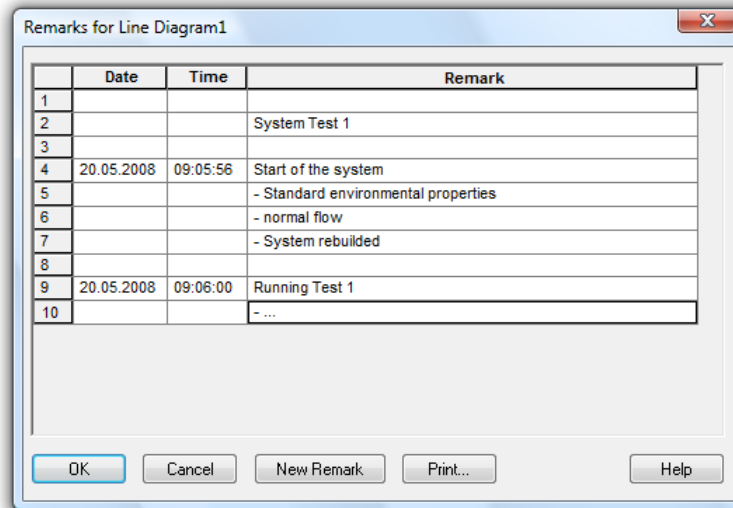 Remarks for Line Diagram1
Date Time Remark
1
2 System Test 1
3
4 20.05.2008 09:05:56 Start of the system
5 - Standard environmental properties
6 - normal flow
7 - System rebuilded
8
9 20.05.2008 09:06:00 Running Test 1
10 - ...
OK Cancel New Remark Print... Help